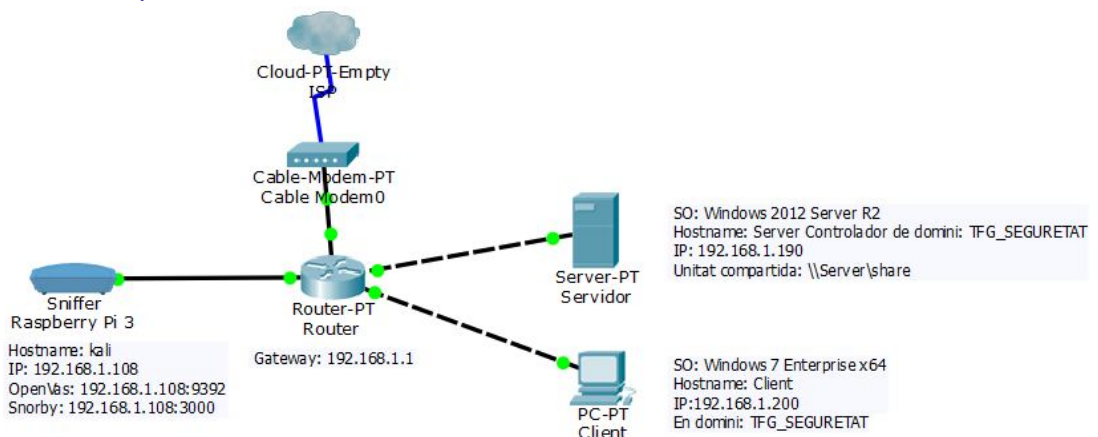 Cloud-PT-Empty
ISP
Cable-Modem-PT
Cable Modem0
Sniffer
Raspberry Pi 3
Hostname: kali
IP: 192.168.1.108
OpenVas: 192.168.1.108:9392
Snorby: 192.168.1.108:3000
Router-PT
Router
Gateway: 192.168.1.1
Server-PT
Servidor
SO: Windows 2012 Server R2
Hostname: Server Controlador de domini: TFG_SEGURETAT
IP: 192.168.1.190
Unitat compartida: \\Server\share
PC-PT
Client
SO: Windows 7 Enterprise x64
Hostname: Client
IP:192.168.1.200
En domini: TFG_SEGURETAT